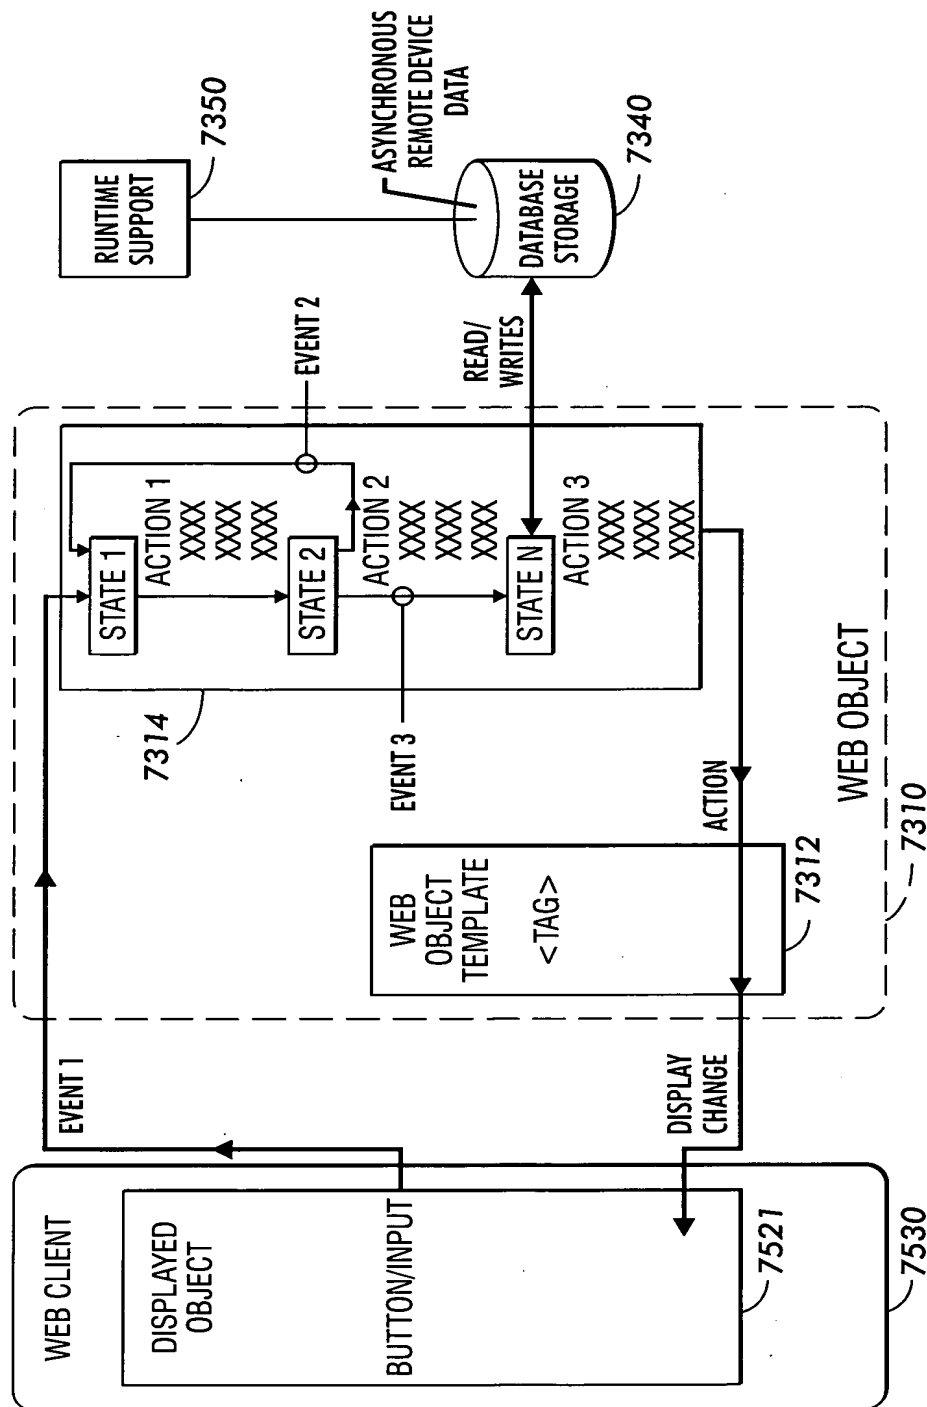 WEB CLIENT
DISPLAYED
OBJECT
BUTTON/INPUT
7521
7530
EVENT 1
DISPLAY
CHANGE
WEB
OBJECT
TEMPLATE
<TAG>
7312
ACTION
WEB OBJECT
7310
7314
EVENT 3
STATE 1
ACTION 1
XXXX
XXXX
XXXX
STATE 2
ACTION 2
XXXX
XXXX
XXXX
STATE N
ACTION 3
XXXX
XXXX
XXXX
EVENT 2
READ/
WRITES
RUNTIME
SUPPORT
7350
ASYNCHRONOUS
REMOTE DEVICE
DATA
DATABASE
STORAGE
7340